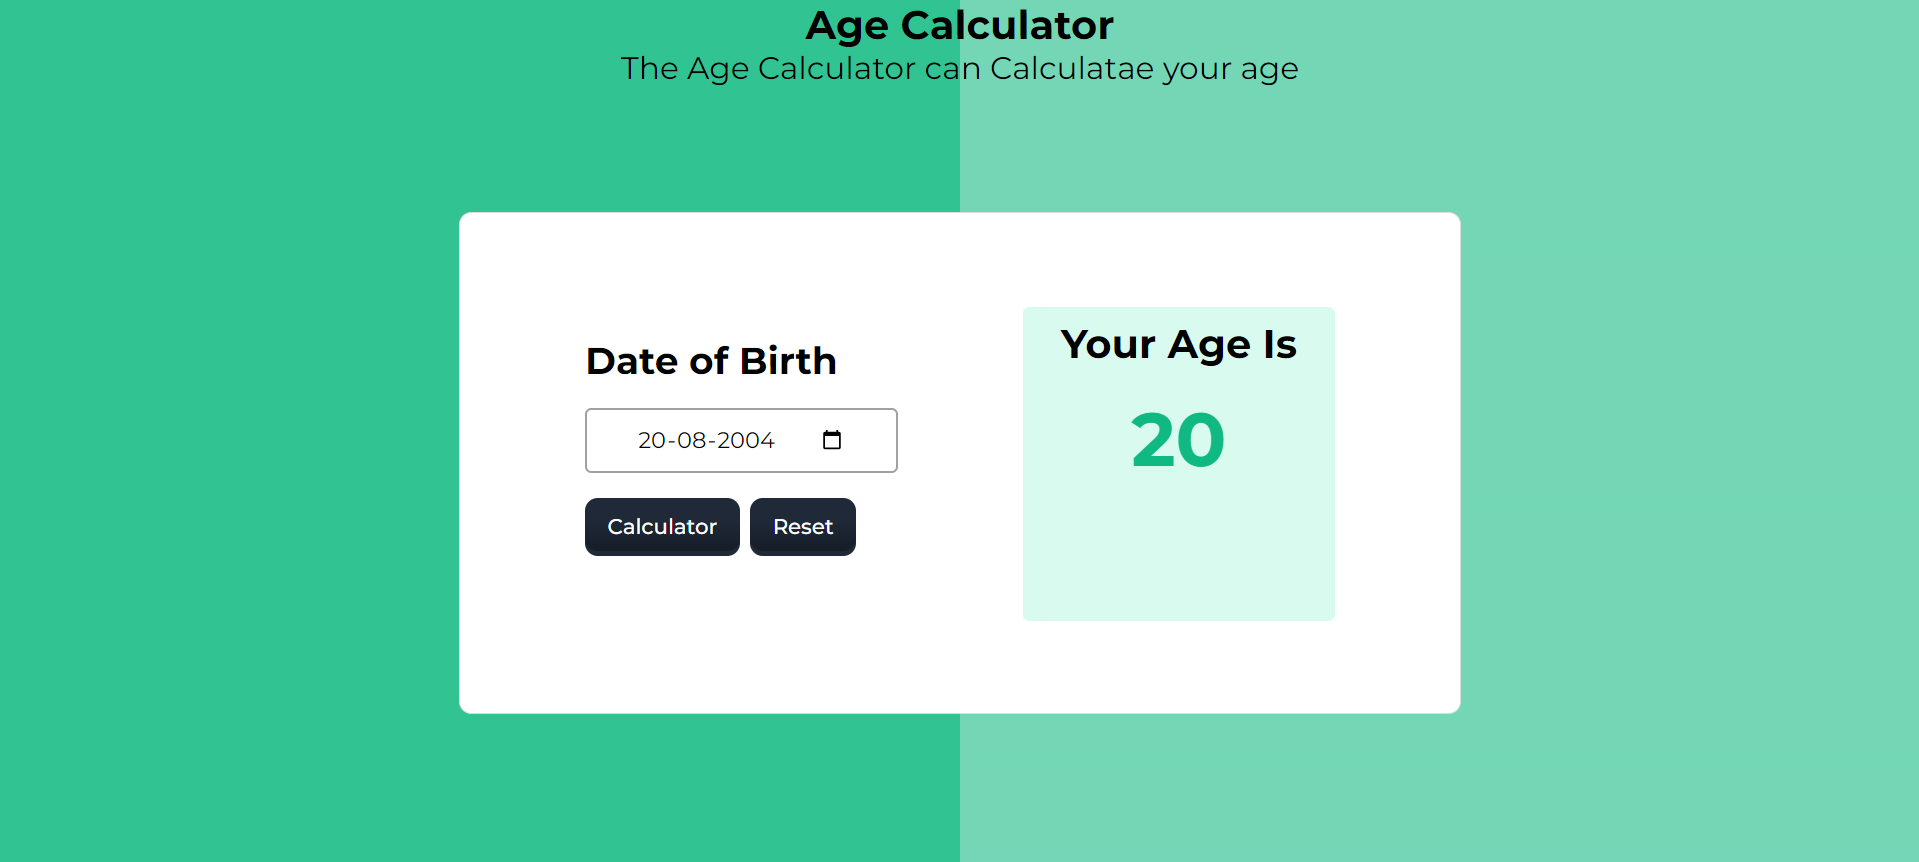 Age Calculator
The Age Calculator can Calculatae your age
Date of Birth
20-08-2004
Calculator
Reset
Your Age Is
20